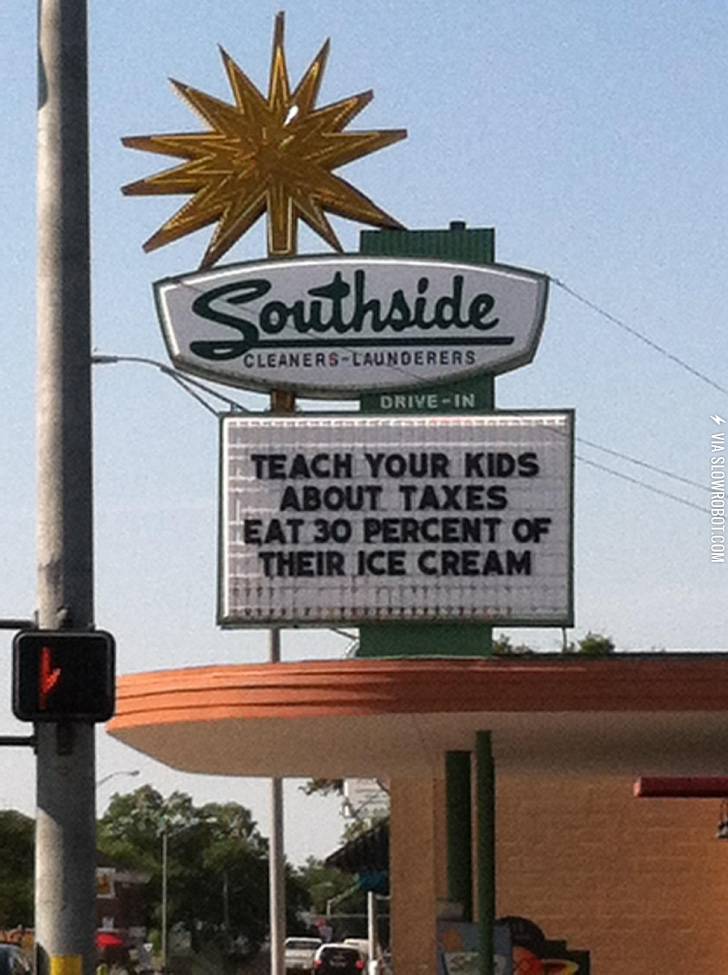 Southside
CLEANERS-LAUNDERERS
DRIVE-IN
TEACH YOUR KIDS
ABOUT TAXES
EAT 30 PERCENT OF
THEIR ICE CREAM
VIA SLOWROBOT.COM